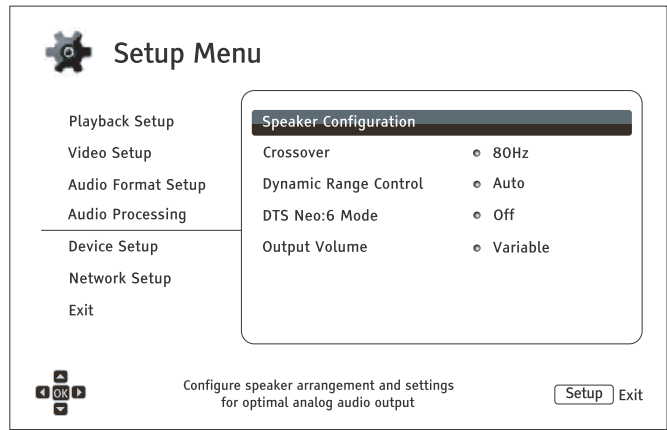 Setup Menu
Playback Setup
Video Setup
Audio Format Setup
Audio Processing
Device Setup
Network Setup
Exit
Speaker Configuration
Crossover 80Hz
Dynamic Range Control Auto
DTS Neo:6 Mode Off
Output Volume Variable
OK
Configure speaker arrangement and settings
for optimal analog audio output
Setup Exit